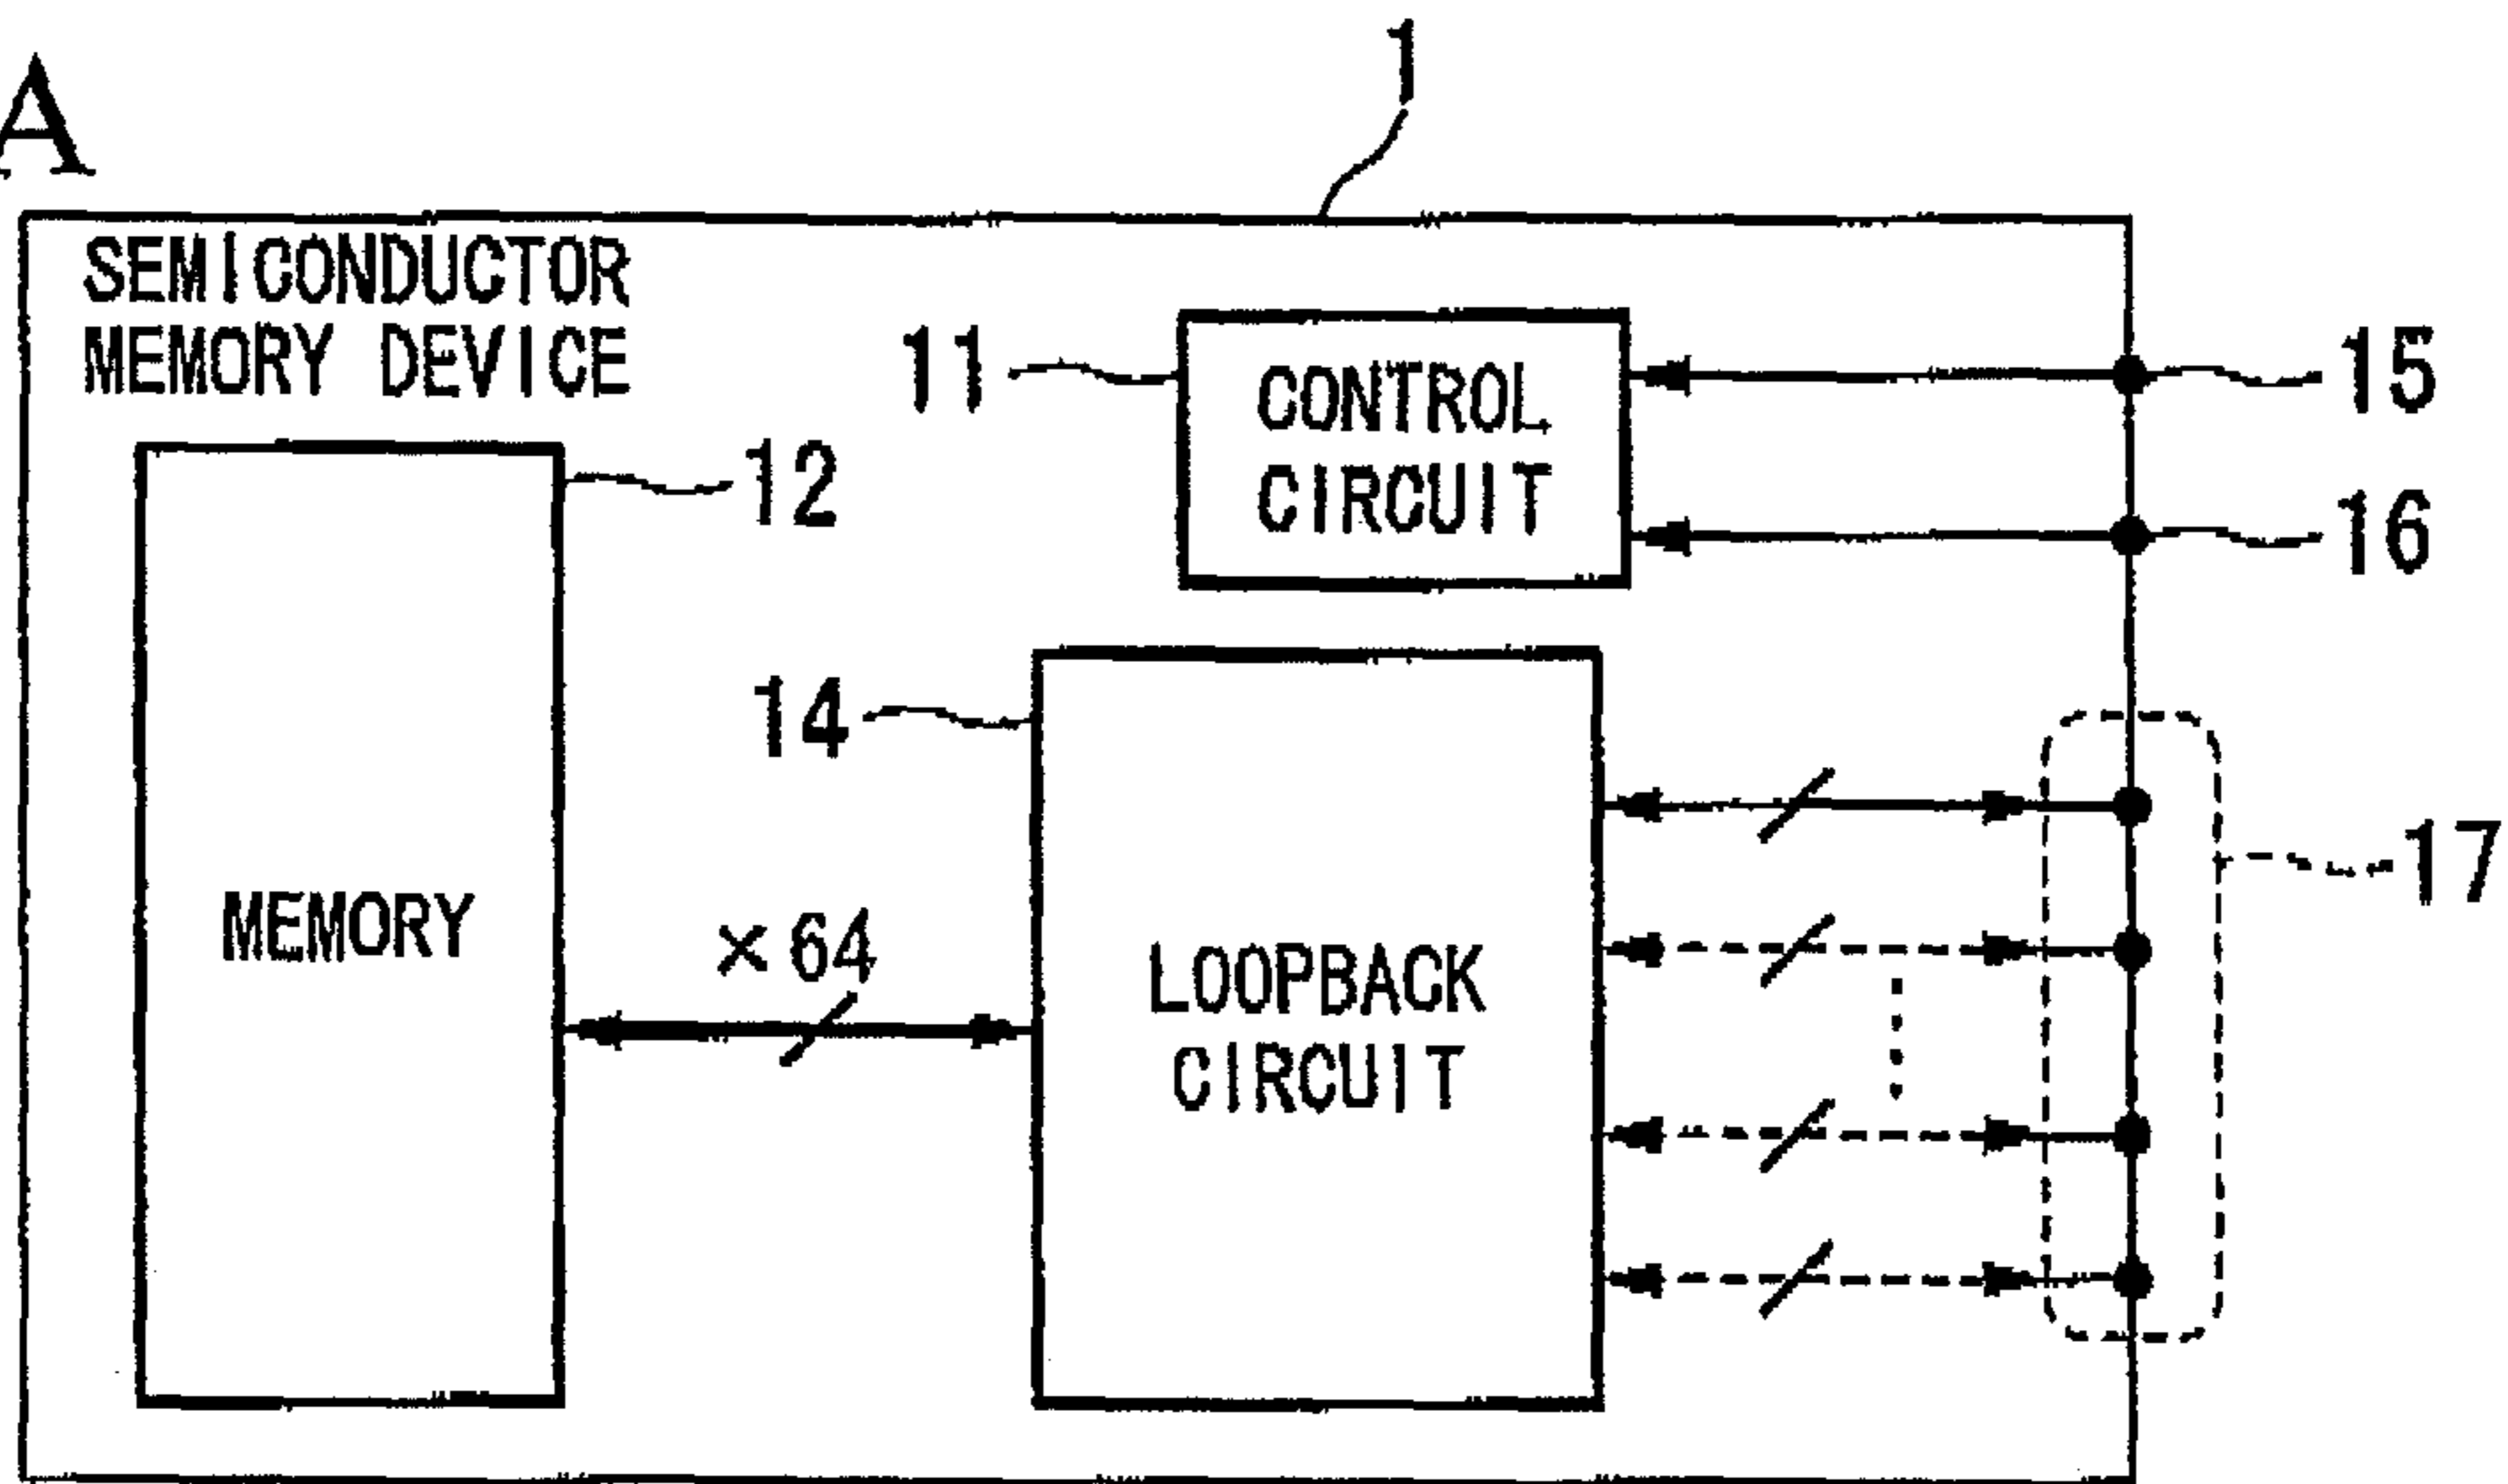 A
1
SEMICONDUCTOR
MEMORY DEVICE
11
CONTROL
CIRCUIT
15
16
12
14
MEMORY
×64
LOOPBACK
CIRCUIT
17